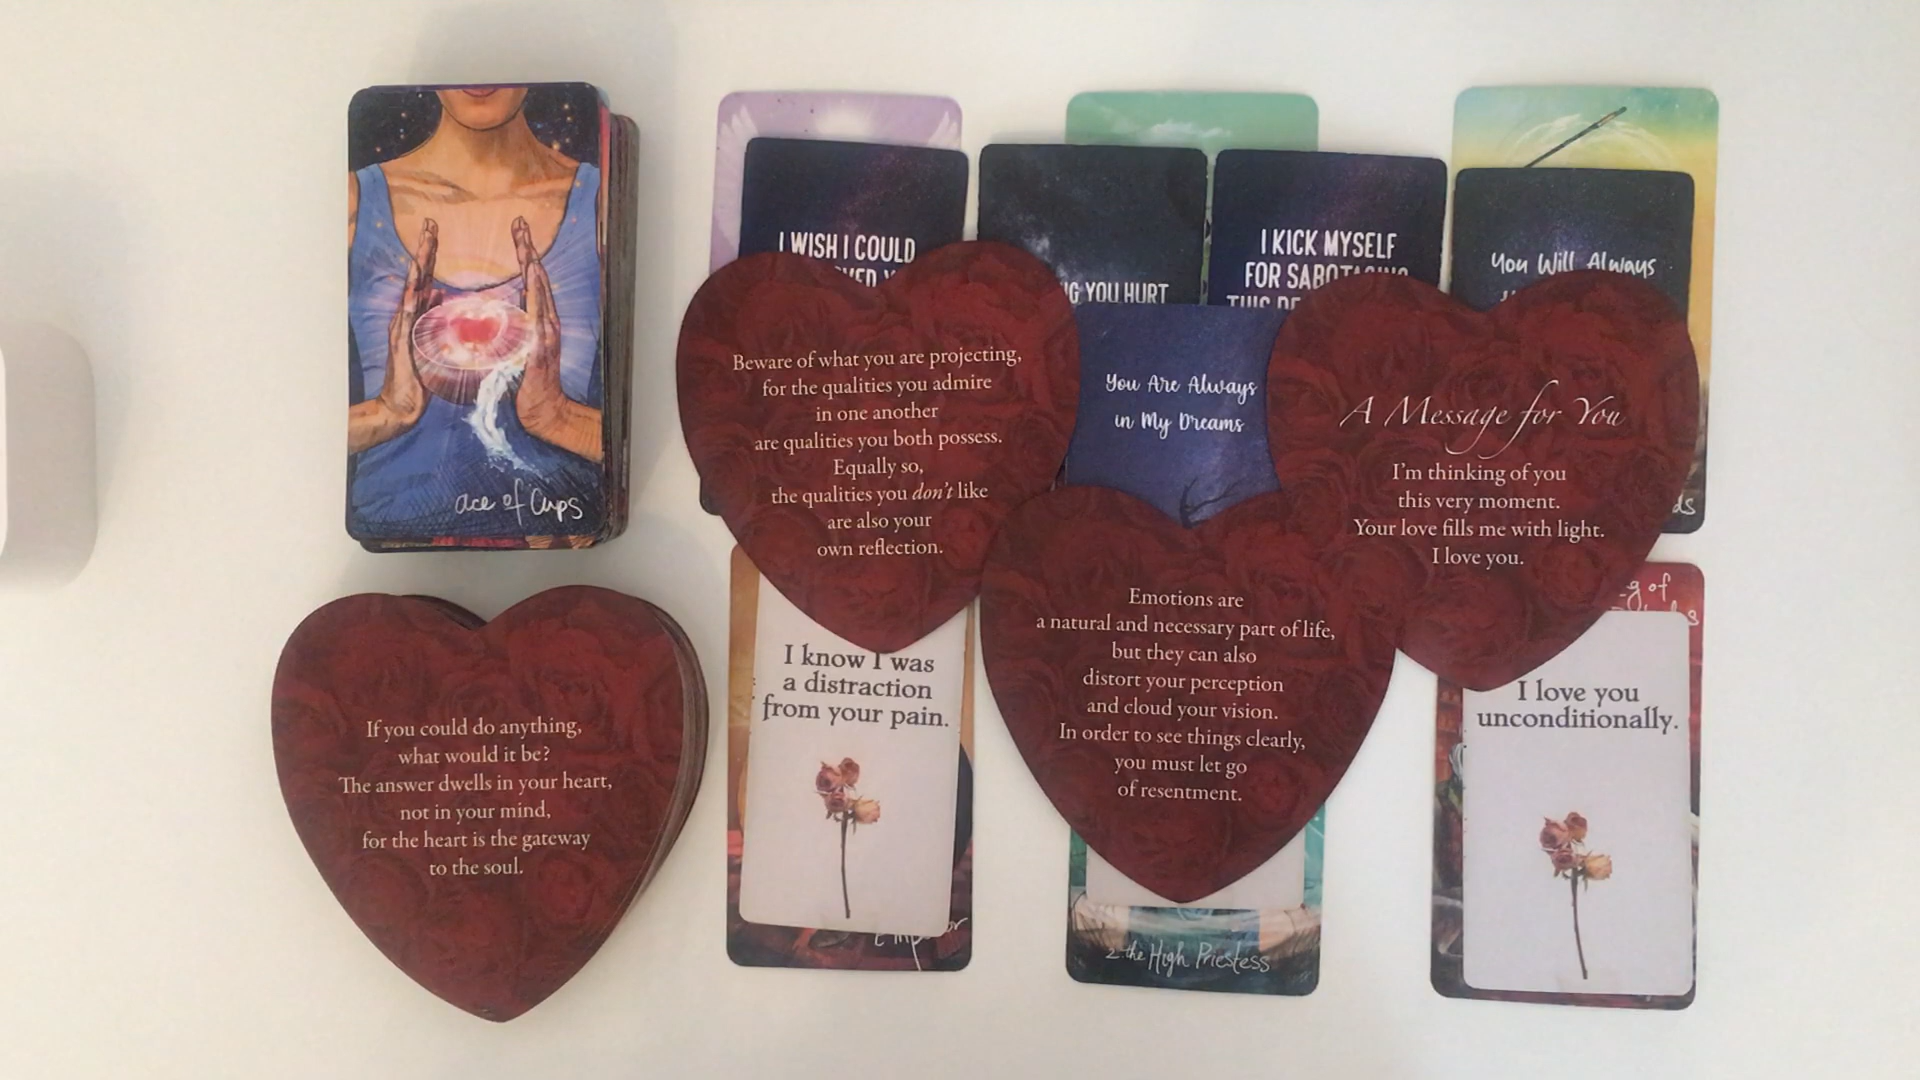 ace of Cups
I WISH I COULD
YOU HURT
I KICK MYSELF
FOR SABOTAGING
You Will Always
Beware of what you are projecting,
for the qualities you admire
in one another
are qualities you both possess.
Equally so,
the qualities you don't like
are also your
own reflection.
You Are Always
in My Dreams
A Message for You
I'm thinking of you
this very moment.
Your love fills me with light.
I love you.
If you could do anything,
what would it be?
The answer dwells in your heart,
not in your mind,
for the heart is the gateway
to the soul.
I know I was
a distraction
from your pain.
Emotions are
a natural and necessary part of life,
but they can also
distort your perception
and cloud your vision.
In order to see things clearly,
you must let go
of resentment.
of
I love you
unconditionally.
2. the High Priestess